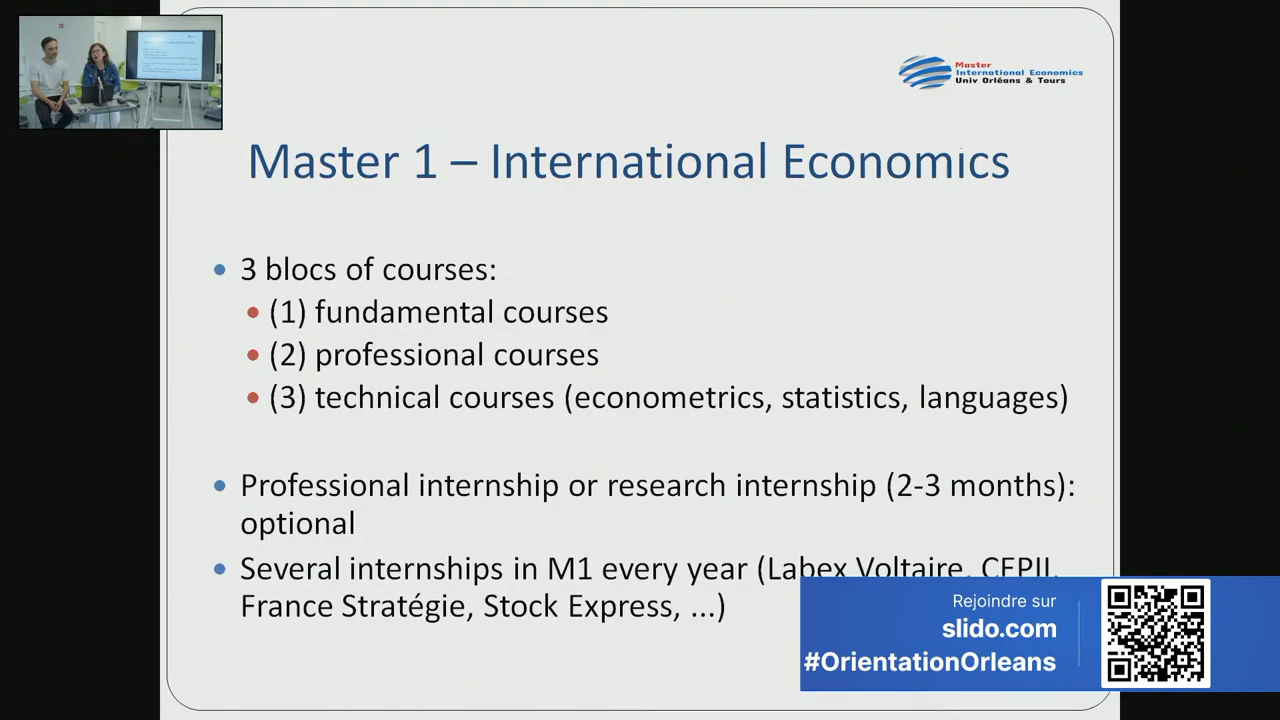 Master
International Economics
Univ Orléans & Tours
Master 1 – International Economics
3 blocs of courses:
(1) fundamental courses
(2) professional courses
(3) technical courses (econometrics, statistics, languages)
Professional internship or research internship (2-3 months):
optional
Several internships in M1 every year (Labex Voltaire, CEPII,
France Stratégie, Stock Express, ...)
Rejoindre sur
slido.com
#OrientationOrleans